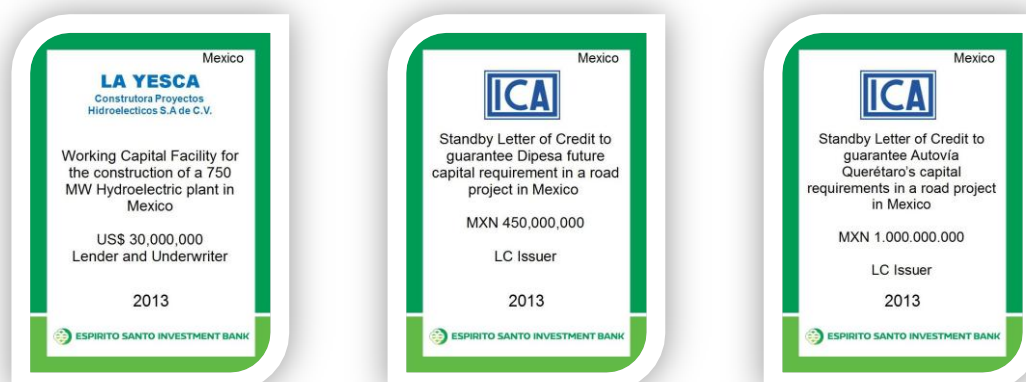 Mexico
LA YESCA
Construtora Proyectos
Hidroelecticos S.A de C.V.
Working Capital Facility for
the construction of a 750
MW Hydroelectric plant in
Mexico
US$ 30,000,000
Lender and Underwriter
2013
ESPIRITO SANTO INVESTMENT BANK
Mexico
ICA
Standby Letter of Credit to
guarantee Dipesa future
capital requirement in a road
project in Mexico
MXN 450,000,000
LC Issuer
2013
ESPIRITO SANTO INVESTMENT BANK
Mexico
ICA
Standby Letter of Credit to
guarantee Autovía
Querétaro's capital
requirements in a road project
in Mexico
MXN 1.000.000.000
LC Issuer
2013
ESPIRITO SANTO INVESTMENT BANK